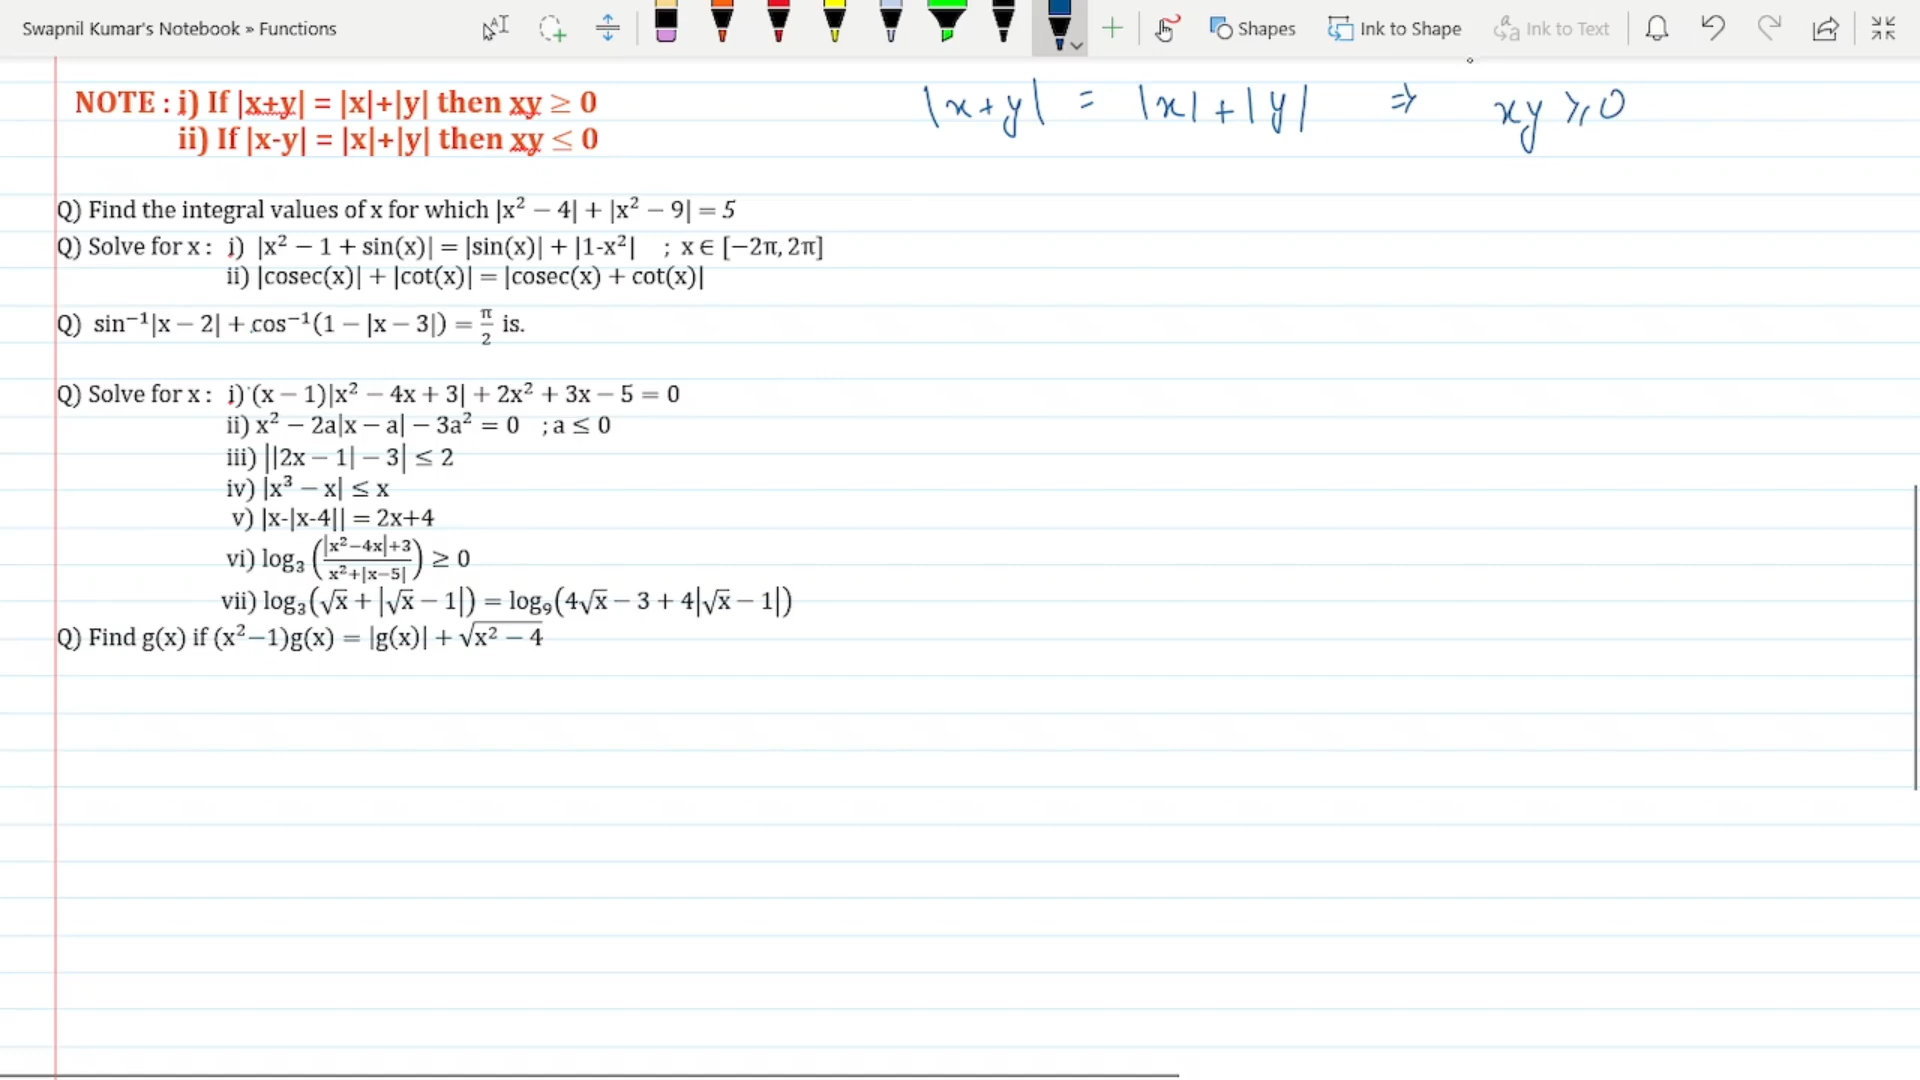 Swapnil Kumar's Notebook » Functions
Shapes
Ink to Shape
Ink to Text
NOTE : i) If |x+y| = |x|+|y| then xy ≥ 0
ii) If |x-y| = |x|+|y| then xy ≤ 0
|x+y| = |x|+|y| ⇒ xy ≥ 0
Q) Find the integral values of x for which |x² − 4| + |x² − 9| = 5
Q) Solve for x : i) |x² − 1 + sin(x)| = |sin(x)| + |1-x²| ; x ∈ [−2π, 2π]
ii) |cosec(x)| + |cot(x)| = |cosec(x) + cot(x)|
Q) sin⁻¹|x − 2| + cos⁻¹(1 − |x − 3|) = π/2 is.
Q) Solve for x : i) (x − 1)|x² − 4x + 3| + 2x² + 3x − 5 = 0
ii) x² − 2a|x − a| − 3a² = 0 ; a ≤ 0
iii) ||2x − 1| − 3| ≤ 2
iv) |x³ − x| ≤ x
v) |x-|x-4|| = 2x+4
vi) log₃ ((|x²−4x|+3)/(x²+|x−5|)) ≥ 0
vii) log₃(√x + |√x − 1|) = log₉(4√x − 3 + 4|√x − 1|)
Q) Find g(x) if (x²−1)g(x) = |g(x)| + √(x² − 4)